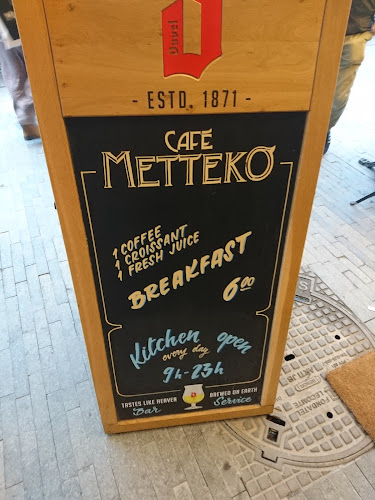 Duvel
- ESTD, 1871 -
CAFÉ
METTEKO
1 COFFEE
1 CROISSANT
1 FRESH JUICE
BREAKFAST
6.00
Kitchen open
every day
9h-23h
TASTES LIKE HEAVEN BREWED ON EARTH
Bar Service